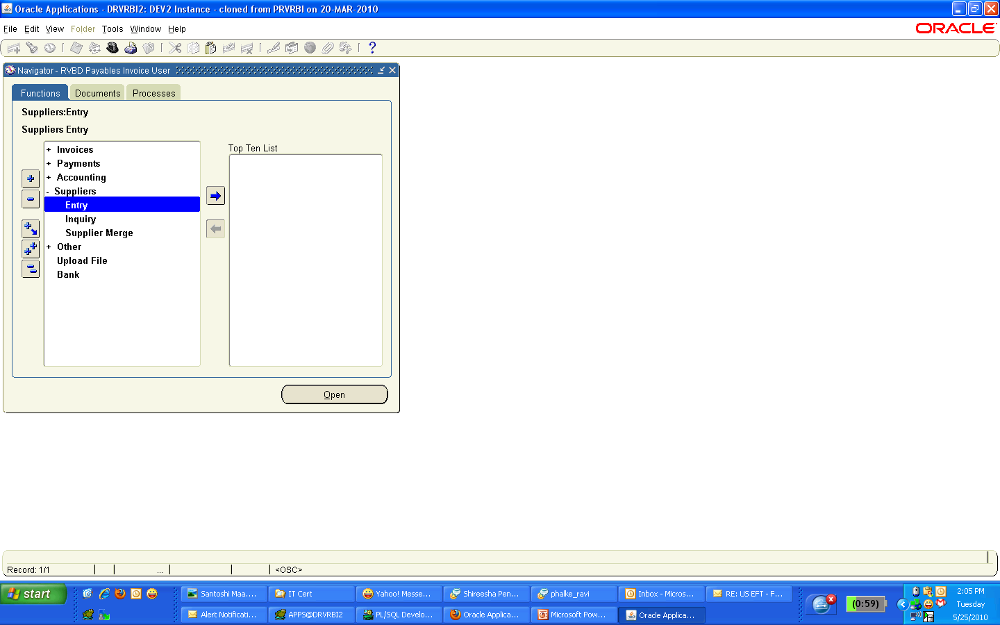 Oracle Applications - DRVRBI2: DEV2 Instance - cloned from PRVRBI on 20-MAR-2010
File Edit View Folder Tools Window Help
ORACLE
Navigator - RVBD Payables Invoice User
Functions Documents Processes
Suppliers:Entry
Suppliers Entry
Top Ten List
+ Invoices
+ Payments
+ Accounting
- Suppliers
Entry
Inquiry
Supplier Merge
+ Other
Upload File
Bank
Open
Record: 1/1 ... <OSC>
start
Santoshi Maa.... IT Cert Yahoo! Messe... Shireesha Pen... phalke_ravi Inbox - Micros... RE: US EFT - F...
Alert Notificati... APPS@DRVRBI2 PL/SQL Develo... Oracle Applica... Microsoft Pow... Oracle Applica...
(0:59)
2:05 PM
Tuesday
5/25/2010